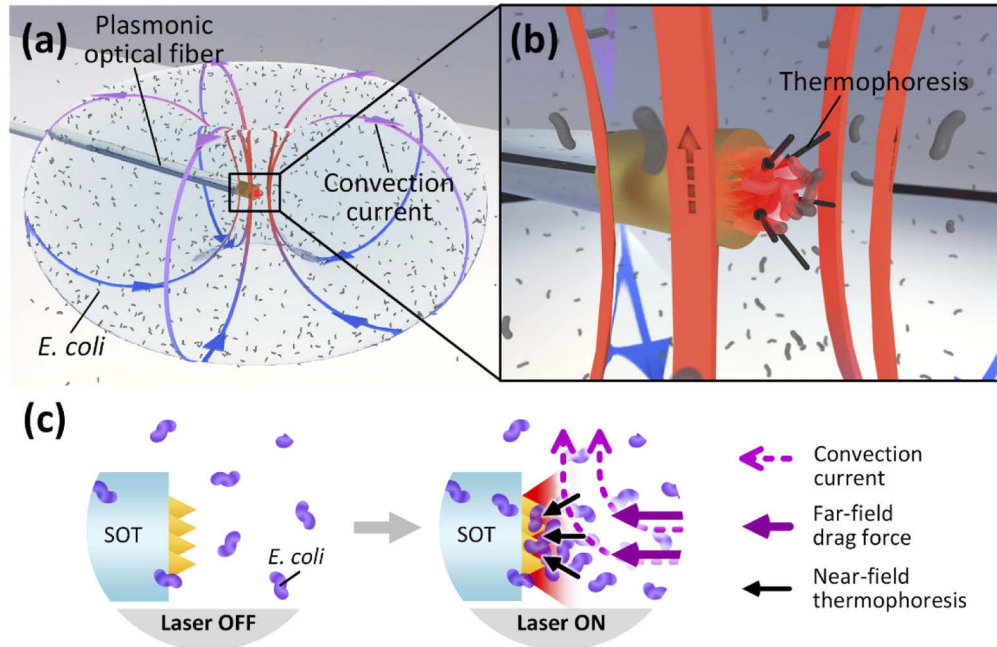 (a)
Plasmonic
optical fiber
Convection
current
E. coli
(b)
Thermophoresis
(c)
SOT
E. coli
Laser OFF
SOT
Laser ON
Convection
current
Far-field
drag force
Near-field
thermophoresis